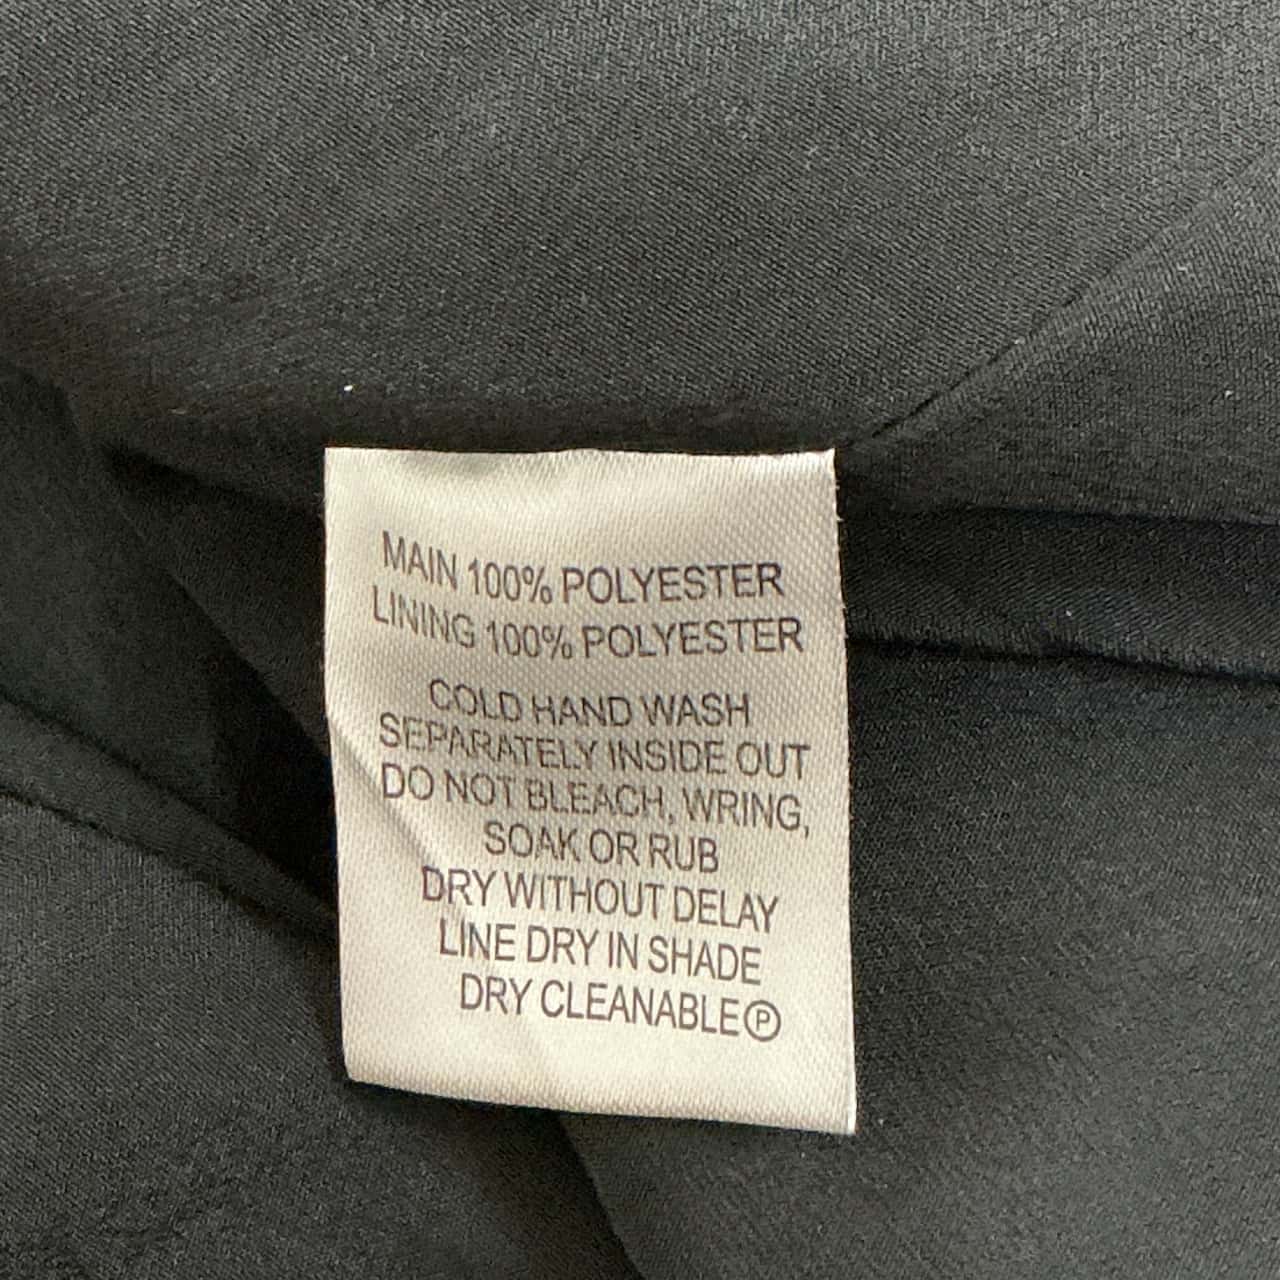 MAIN 100% POLYESTER
LINING 100% POLYESTER
COLD HAND WASH
SEPARATELY INSIDE OUT
DO NOT BLEACH, WRING,
SOAK OR RUB
DRY WITHOUT DELAY
LINE DRY IN SHADE
DRY CLEANABLE Ⓟ